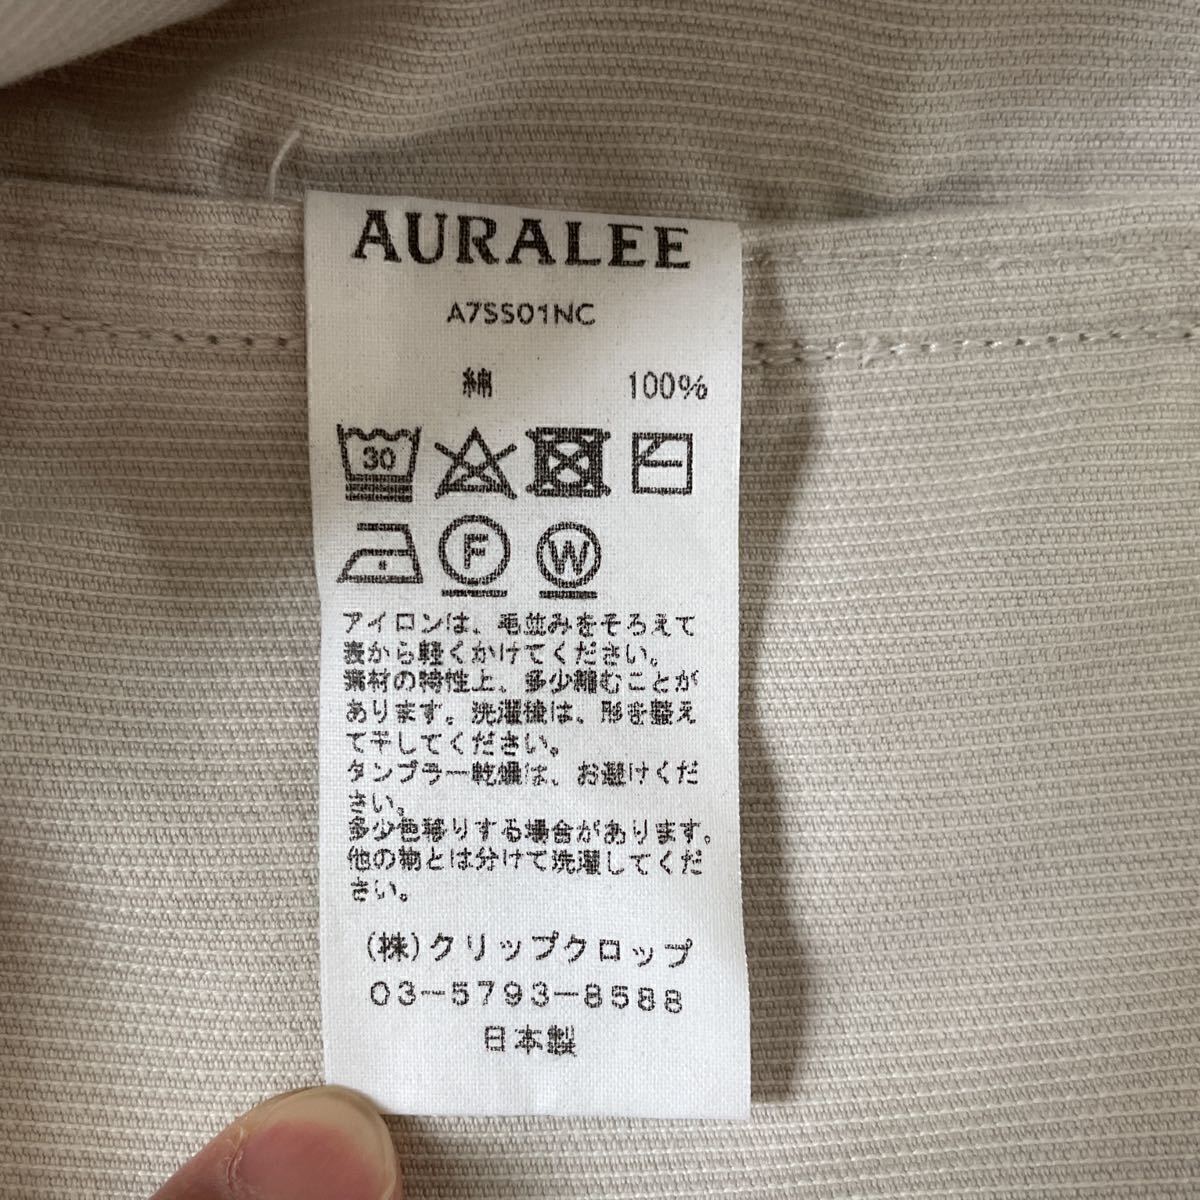 AURALEE
A7SS01NC
綿 100%
30
F W
アイロンは、毛並みをそろえて
表から軽くかけてください。
素材の特性上、多少縮むことが
あります。洗濯後は、形を整え
て干してください。
タンブラー乾燥は、お避けくだ
さい。
多少色移りする場合があります。
他の物とは分けて洗濯してくだ
さい。
(株)クリップクロップ
03-5793-8588
日本製